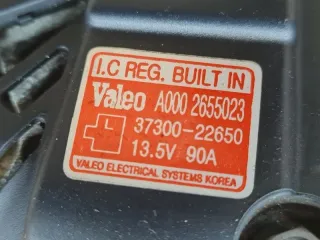 I.C REG. BUILT IN
Valeo A000 2655023
37300-22650
13.5V 90A
VALEO ELECTRICAL SYSTEMS KOREA